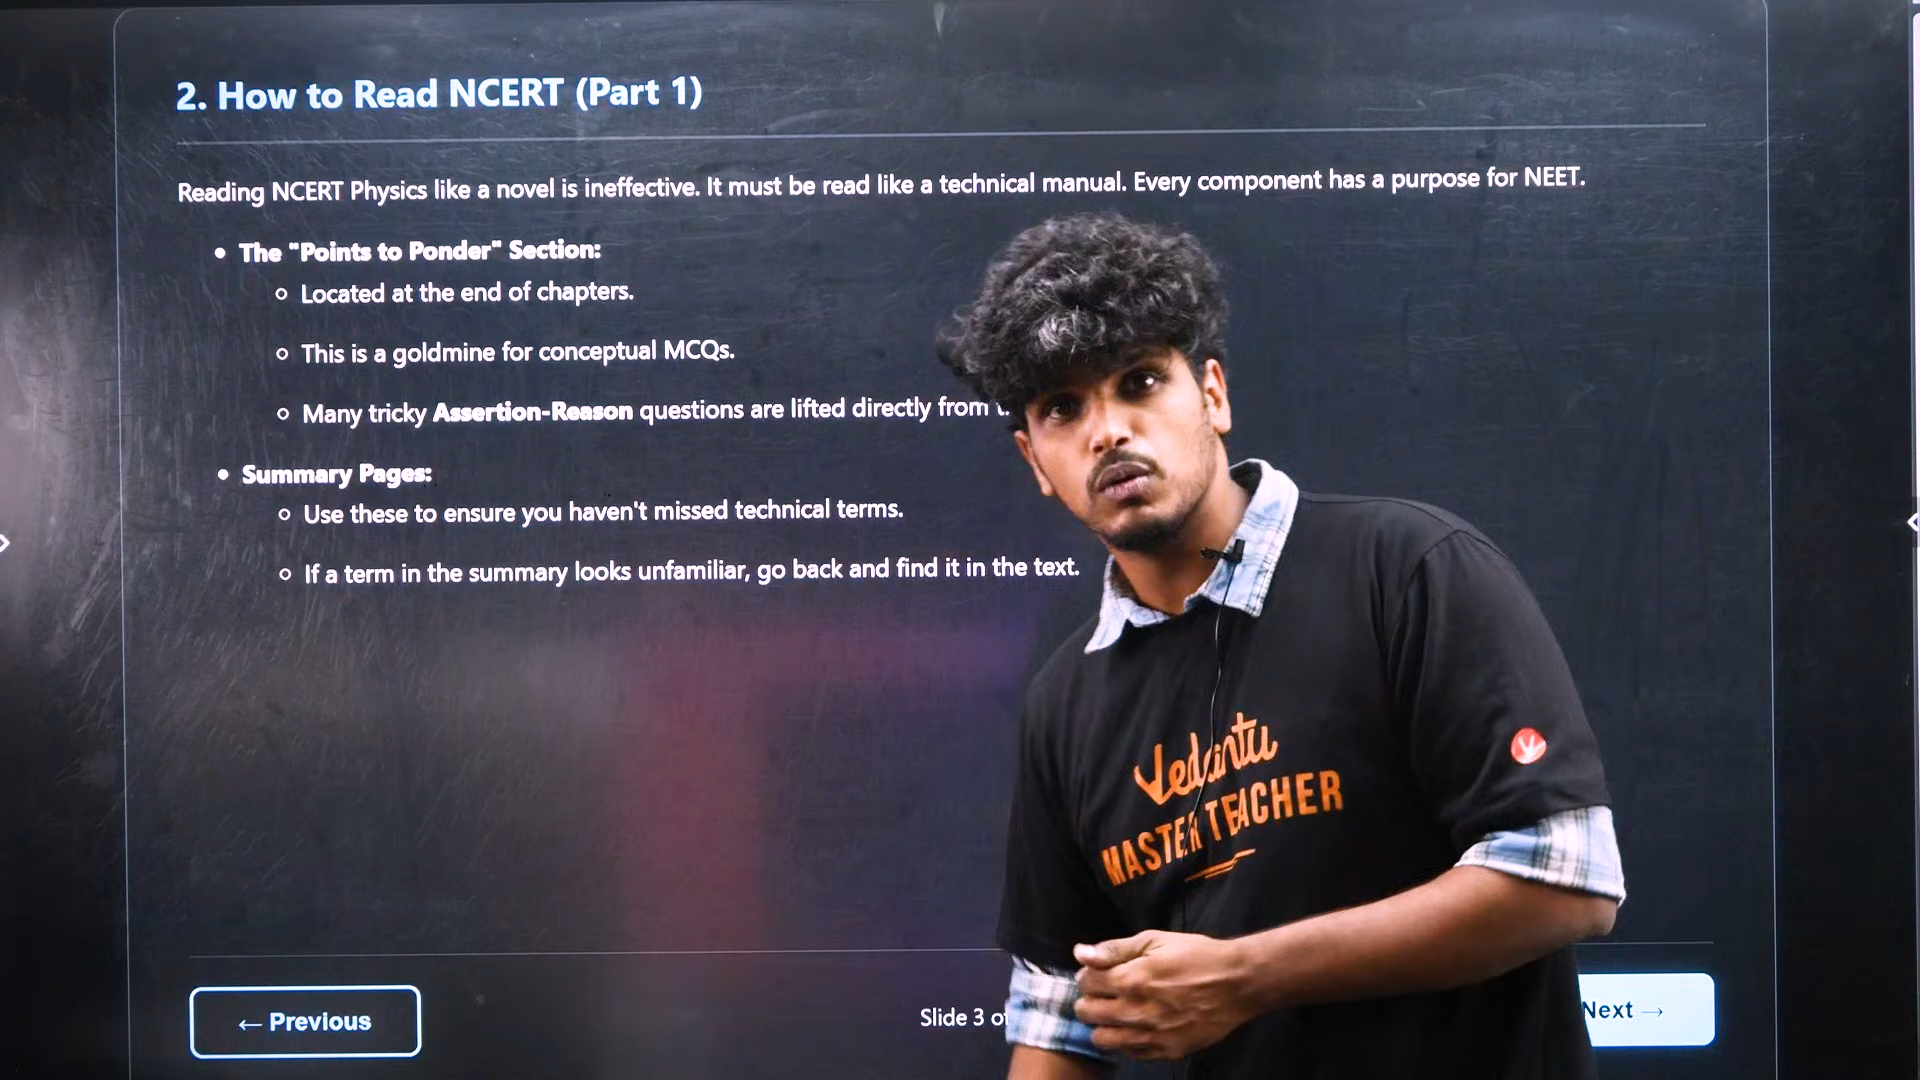 2. How to Read NCERT (Part 1)
Reading NCERT Physics like a novel is ineffective. It must be read like a technical manual. Every component has a purpose for NEET.
• The "Points to Ponder" Section:
○ Located at the end of chapters.
○ This is a goldmine for conceptual MCQs.
○ Many tricky Assertion-Reason questions are lifted directly from
• Summary Pages:
○ Use these to ensure you haven't missed technical terms.
○ If a term in the summary looks unfamiliar, go back and find it in the text.
Vedantu
MASTER TEACHER
← Previous
Slide 3 of
Next →